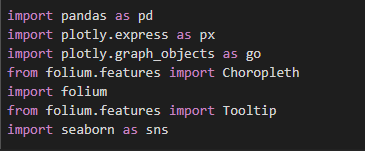 import pandas as pd
import plotly.express as px
import plotly.graph_objects as go
from folium.features import Choropleth
import folium
from folium.features import Tooltip
import seaborn as sns